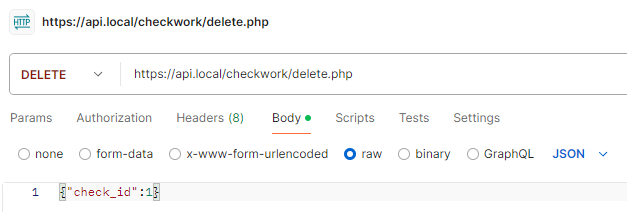 HTTP https://api.local/checkwork/delete.php
DELETE https://api.local/checkwork/delete.php
Params Authorization Headers (8) Body Scripts Tests Settings
none form-data x-www-form-urlencoded raw binary GraphQL JSON
1 {"check_id":1}